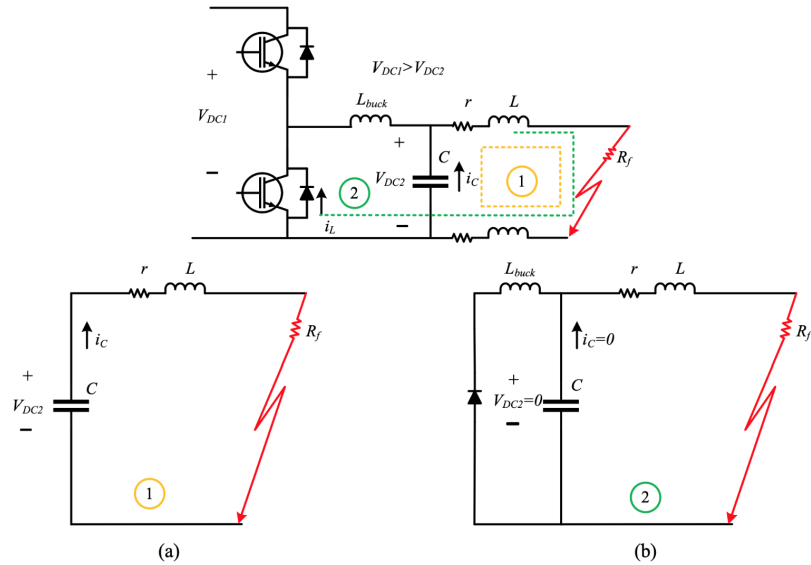 V_DC1>V_DC2
L_buck
r
L
+
V_DC1
−
+
C
V_DC2
i_C
1
R_f
2
i_L
−
r
L
i_C
R_f
+
C
V_DC2
−
1
(a)
L_buck
r
L
i_C=0
R_f
+
C
V_DC2=0
−
2
(b)